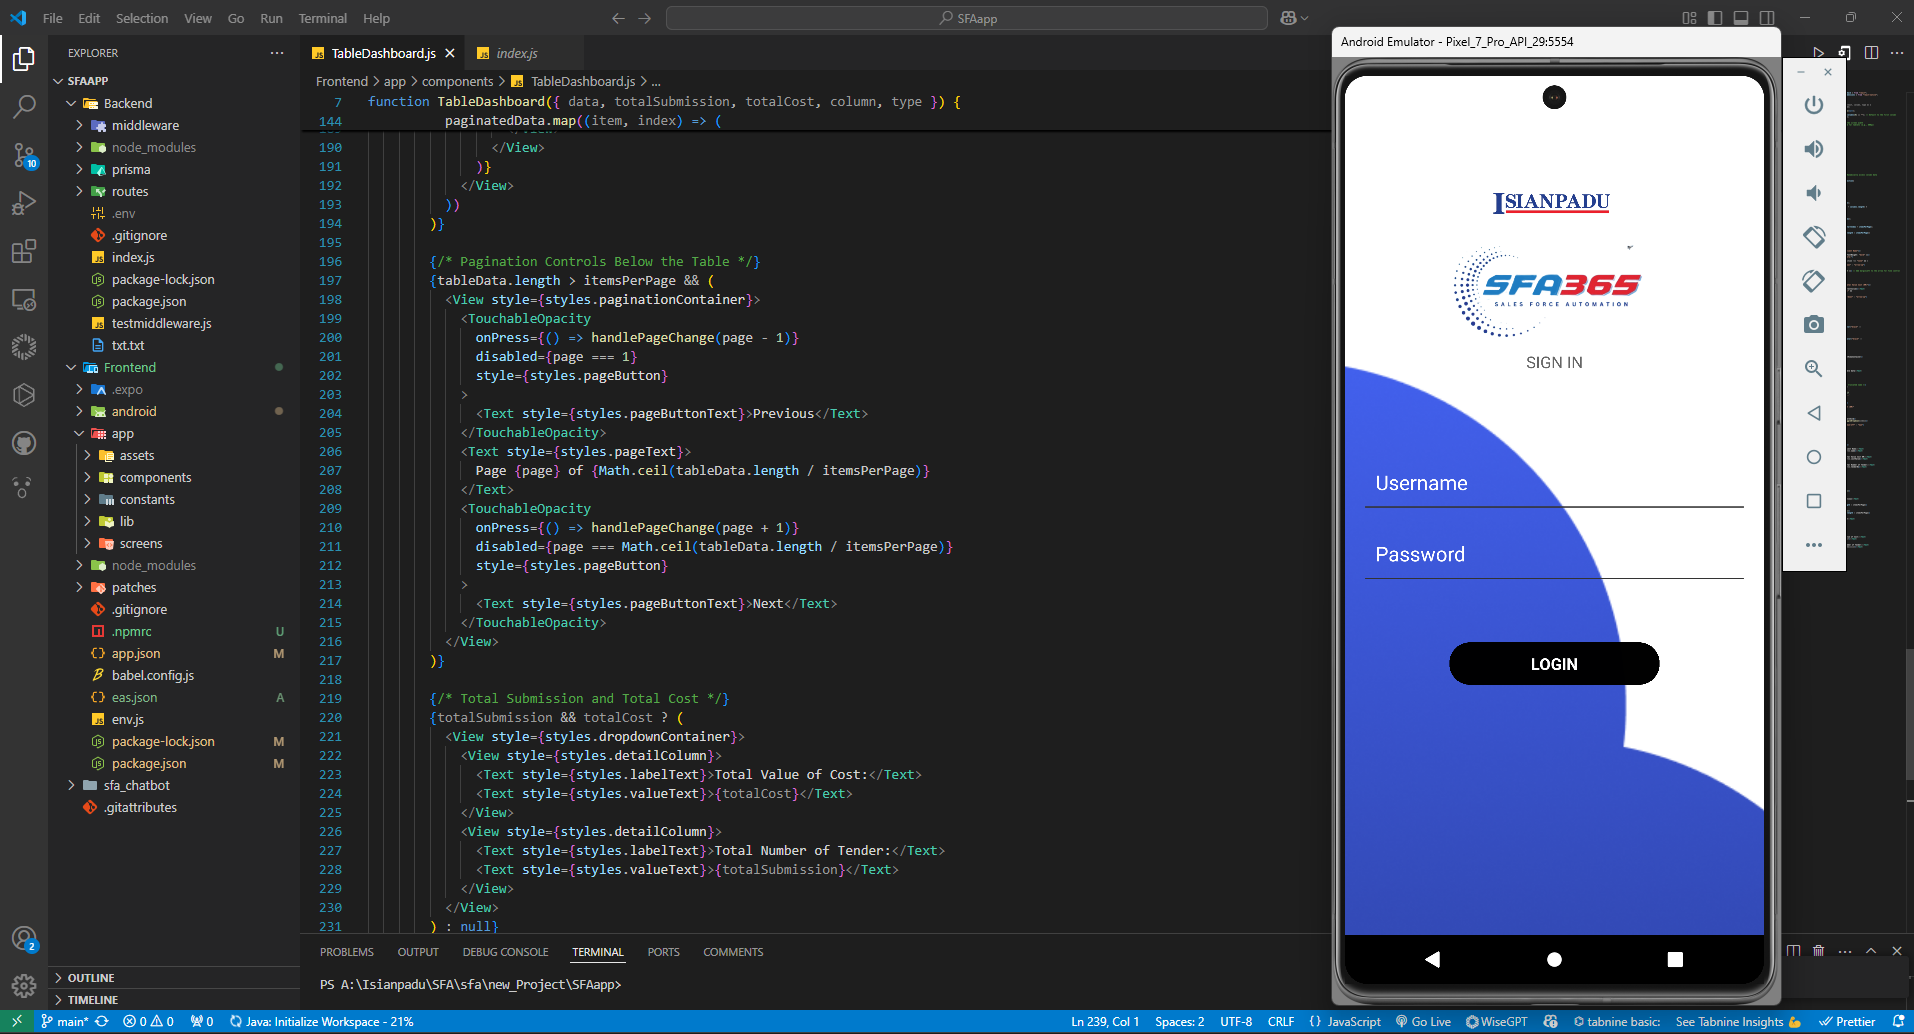 File Edit Selection View Go Run Terminal Help
SFAapp
EXPLORER
SFAAPP
Backend
middleware
node_modules
prisma
routes
.env
.gitignore
index.js
package-lock.json
package.json
testmiddleware.js
txt.txt
Frontend
.expo
android
app
assets
components
constants
lib
screens
node_modules
patches
.gitignore
.npmrc U
app.json M
babel.config.js
eas.json A
env.js
package-lock.json M
package.json M
sfa_chatbot
.gitattributes
OUTLINE
TIMELINE
10
2
TableDashboard.js
index.js
Frontend > app > components > TableDashboard.js > ...
7 function TableDashboard({ data, totalSubmission, totalCost, column, type }) {
144 paginatedData.map((item, index) => (
190 </View>
191 )}
192 </View>
193 ))
194 )}
195
196 {/* Pagination Controls Below the Table */}
197 {tableData.length > itemsPerPage && (
198 <View style={styles.paginationContainer}>
199 <TouchableOpacity
200 onPress={() => handlePageChange(page - 1)}
201 disabled={page === 1}
202 style={styles.pageButton}
203 >
204 <Text style={styles.pageButtonText}>Previous</Text>
205 </TouchableOpacity>
206 <Text style={styles.pageText}>
207 Page {page} of {Math.ceil(tableData.length / itemsPerPage)}
208 </Text>
209 <TouchableOpacity
210 onPress={() => handlePageChange(page + 1)}
211 disabled={page === Math.ceil(tableData.length / itemsPerPage)}
212 style={styles.pageButton}
213 >
214 <Text style={styles.pageButtonText}>Next</Text>
215 </TouchableOpacity>
216 </View>
217 )}
218
219 {/* Total Submission and Total Cost */}
220 {totalSubmission && totalCost ? (
221 <View style={styles.dropdownContainer}>
222 <View style={styles.detailColumn}>
223 <Text style={styles.labelText}>Total Value of Cost:</Text>
224 <Text style={styles.valueText}>{totalCost}</Text>
225 </View>
226 <View style={styles.detailColumn}>
227 <Text style={styles.labelText}>Total Number of Tender:</Text>
228 <Text style={styles.valueText}>{totalSubmission}</Text>
229 </View>
230 </View>
231 ) : null}
PROBLEMS OUTPUT DEBUG CONSOLE TERMINAL PORTS COMMENTS
PS A:\Isianpadu\SFA\sfa\new_Project\SFAapp>
Android Emulator - Pixel_7_Pro_API_29:5554
ISIANPADU
SFA365
SALES FORCE AUTOMATION
SIGN IN
Username
Password
LOGIN
main* 0 0 0 Java: Initialize Workspace - 21% Ln 239, Col 1 Spaces: 2 UTF-8 CRLF {} JavaScript Go Live WiseGPT tabnine basic: See Tabnine Insights Prettier